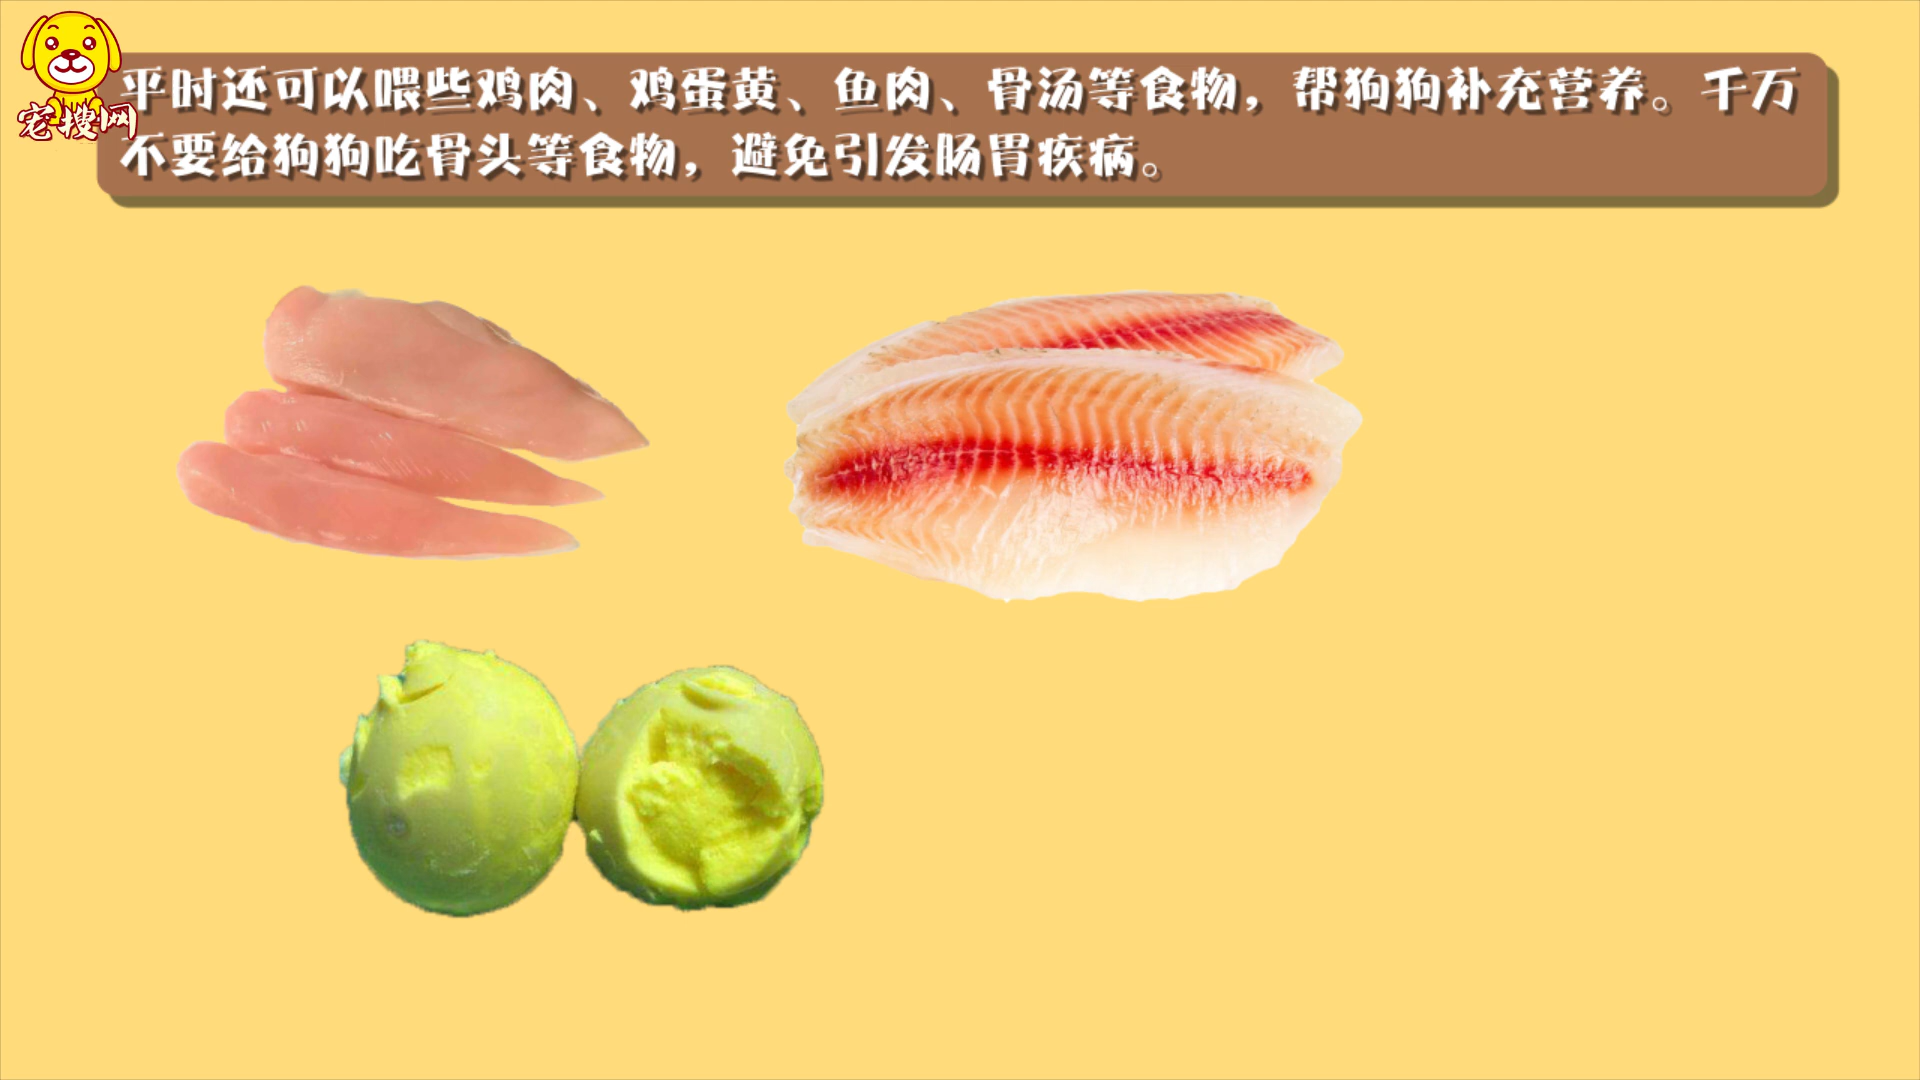 平时还可以喂些鸡肉、鸡蛋黄、鱼肉、骨汤等食物，帮狗狗补充营养。千万
不要给狗狗吃骨头等食物，避免引发肠胃疾病。
宠搜网